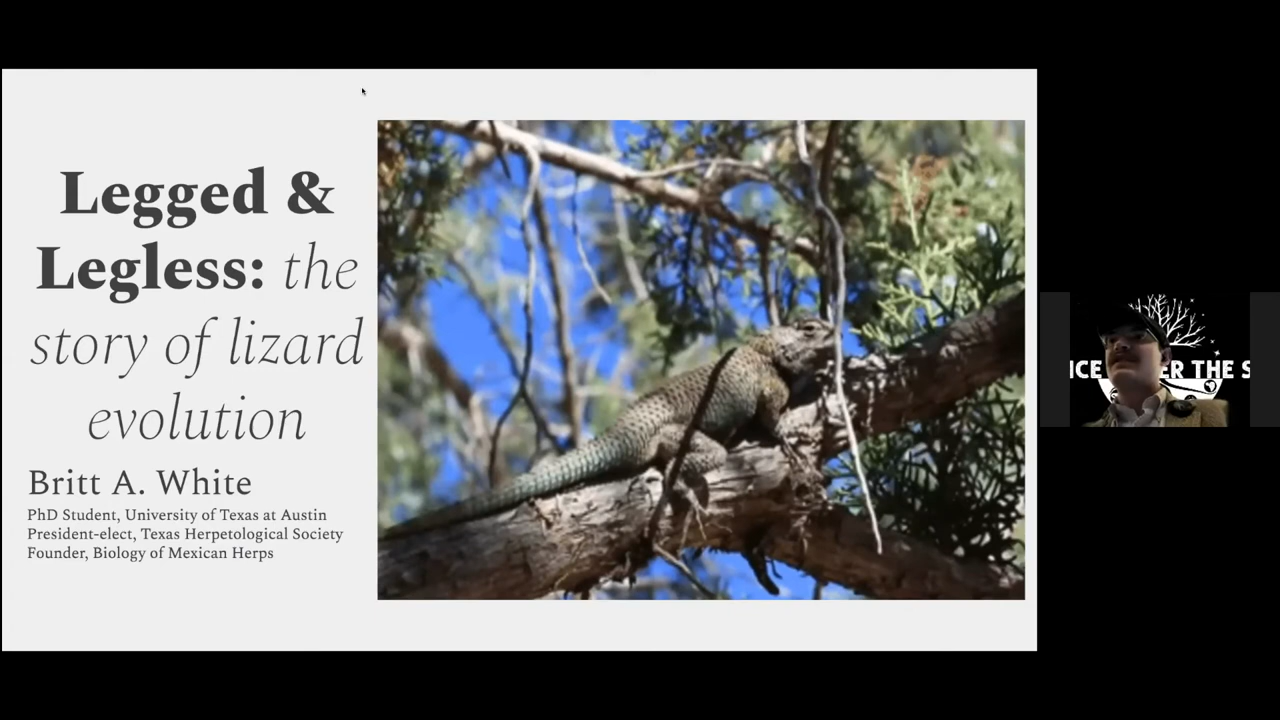 Legged &
Legless: the
story of lizard
evolution
Britt A. White
PhD Student, University of Texas at Austin
President-elect, Texas Herpetological Society
Founder, Biology of Mexican Herps
THE